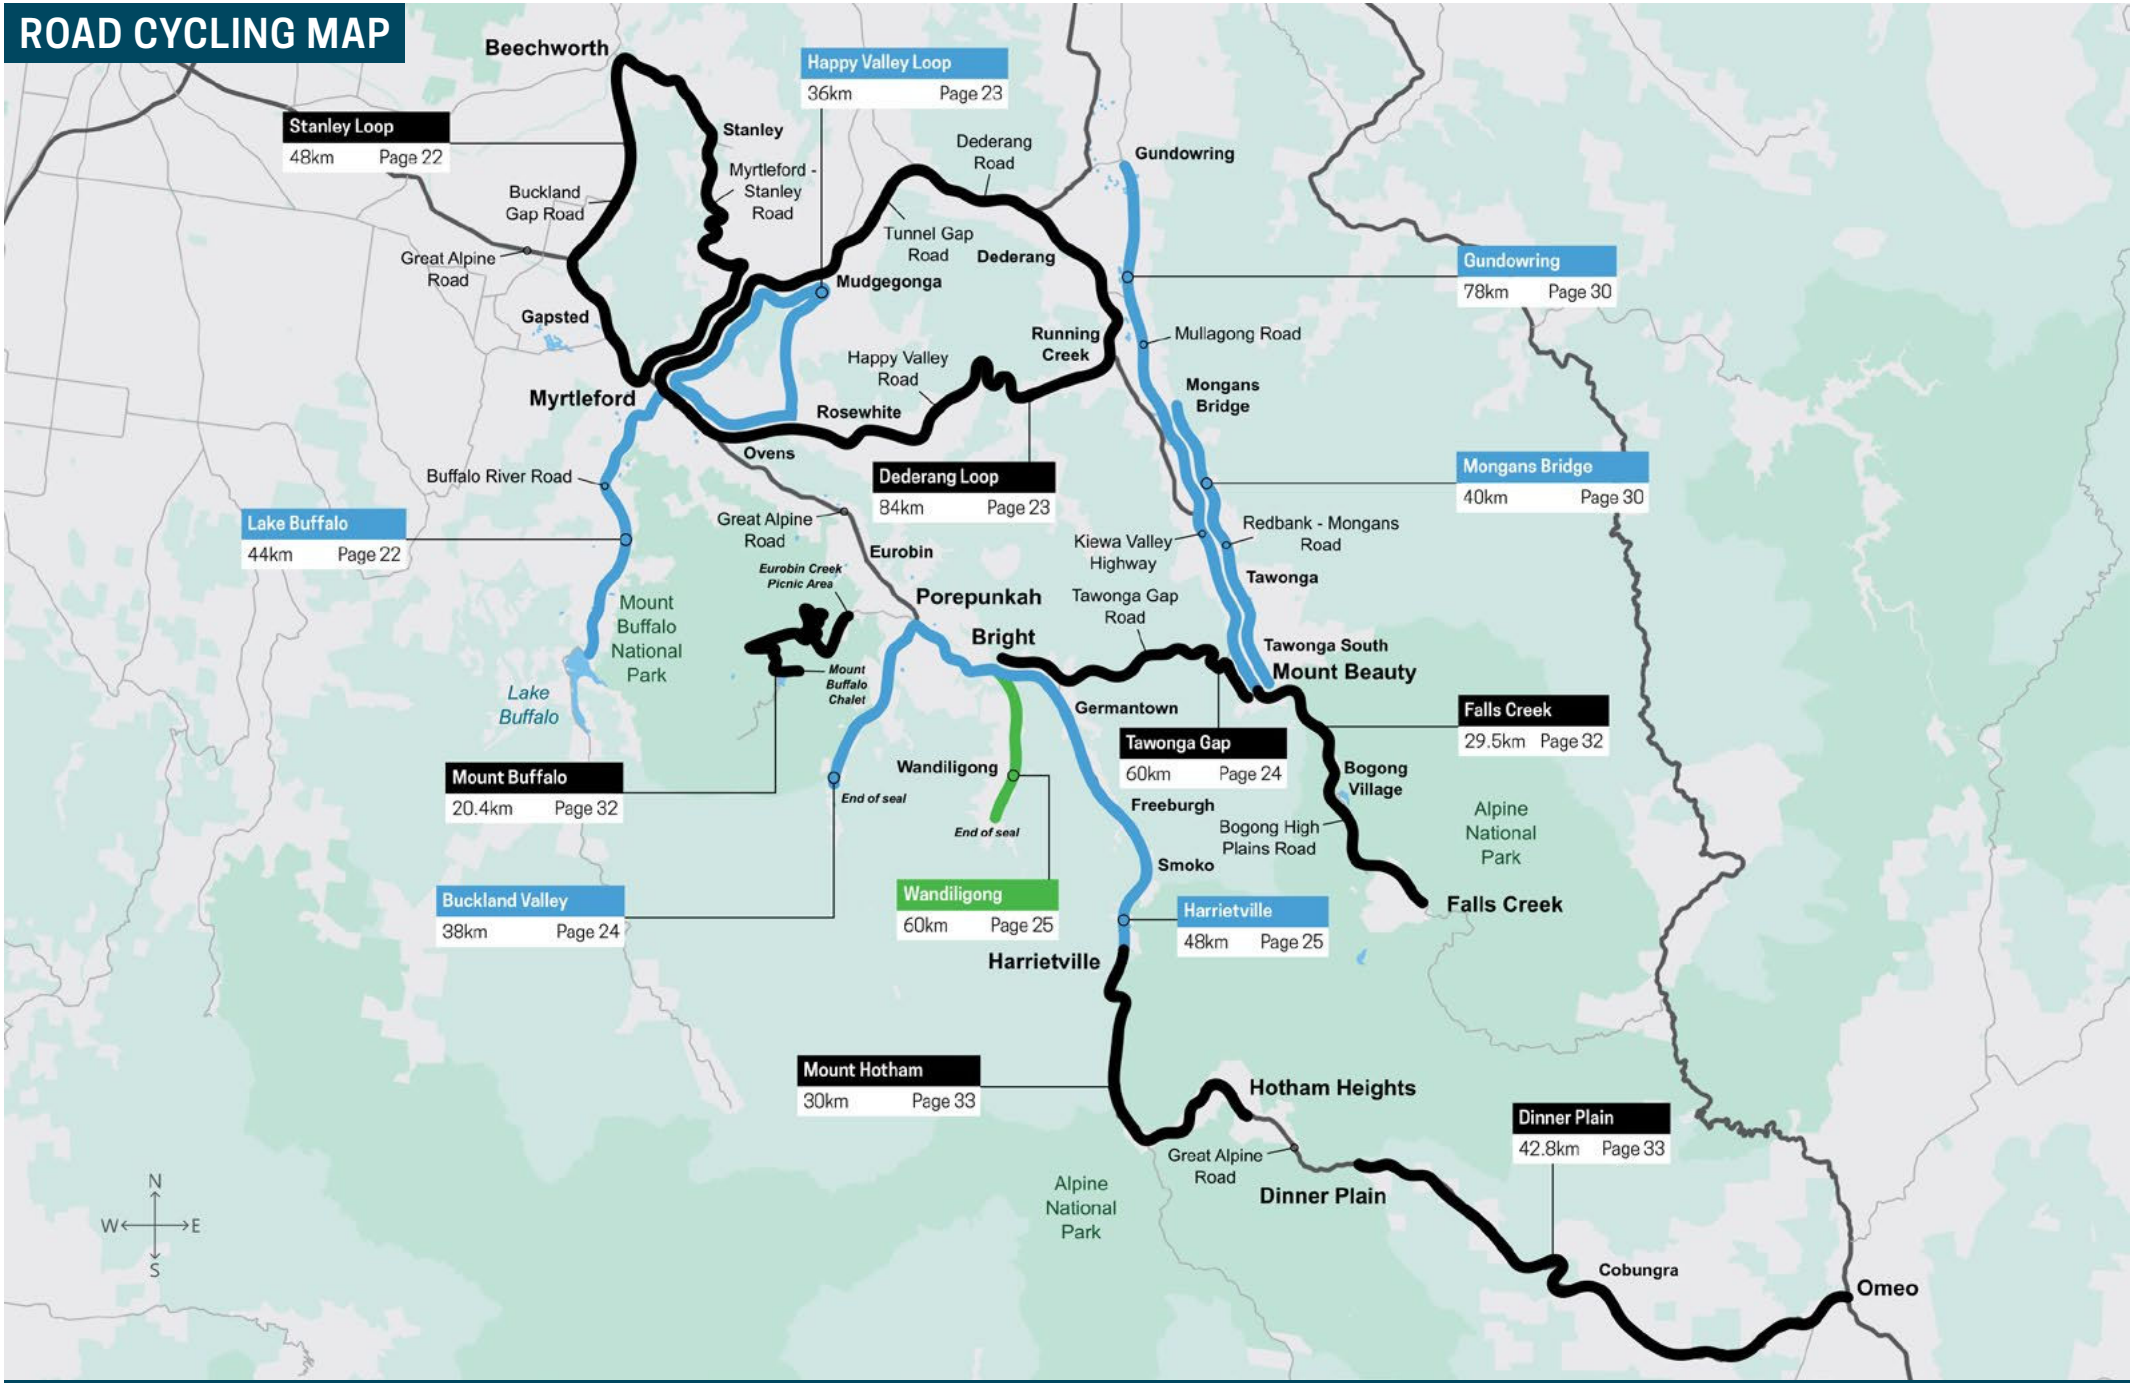 ROAD CYCLING MAP
Beechworth
Happy Valley Loop
36km Page 23
Stanley Loop
48km Page 22
Stanley
Dederang
Road
Gundowring
Myrtleford -
Stanley
Road
Buckland
Gap Road
Great Alpine
Road
Tunnel Gap
Road
Dederang
Gundowring
78km Page 30
Mudgegonga
Gapsted
Running
Creek
Mullagong Road
Happy Valley
Road
Mongans
Bridge
Myrtleford
Rosewhite
Ovens
Buffalo River Road
Dederang Loop
84km Page 23
Mongans Bridge
40km Page 30
Lake Buffalo
44km Page 22
Great Alpine
Road
Kiewa Valley
Highway
Redbank - Mongans
Road
Eurobin
Eurobin Creek
Picnic Area
Tawonga
Mount
Buffalo
National
Park
Porepunkah
Tawonga Gap
Road
Bright
Tawonga South
Mount Beauty
Mount
Buffalo
Chalet
Lake
Buffalo
Germantown
Falls Creek
29.5km Page 32
Tawonga Gap
60km Page 24
Mount Buffalo
20.4km Page 32
Wandiligong
Bogong
Village
End of seal
Freeburgh
End of seal
Bogong High
Plains Road
Alpine
National
Park
Smoko
Buckland Valley
38km Page 24
Wandiligong
60km Page 25
Harrietville
48km Page 25
Falls Creek
Harrietville
Mount Hotham
30km Page 33
Hotham Heights
Dinner Plain
42.8km Page 33
Great Alpine
Road
Dinner Plain
Alpine
National
Park
N
W E
S
Cobungra
Omeo